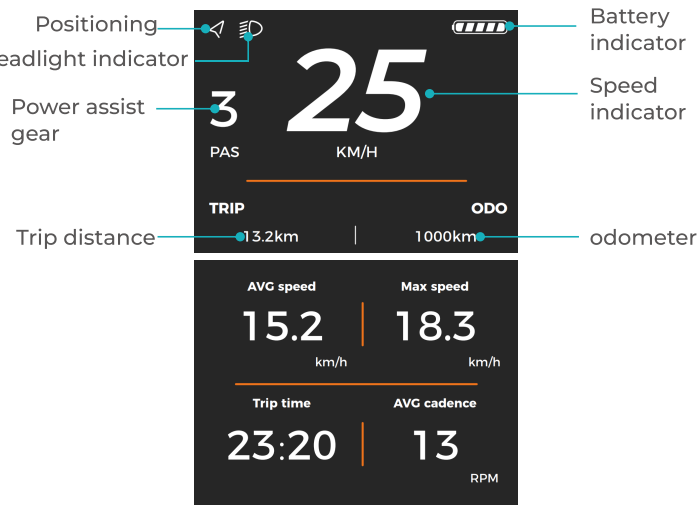 Positioning
eadlight indicator
Battery
indicator
25
Power assist
gear
3
Speed
indicator
PAS
KM/H
TRIP
ODO
Trip distance
13.2km
1000km
odometer
AVG speed
Max speed
15.2
18.3
km/h
km/h
Trip time
AVG cadence
23:20
13
RPM